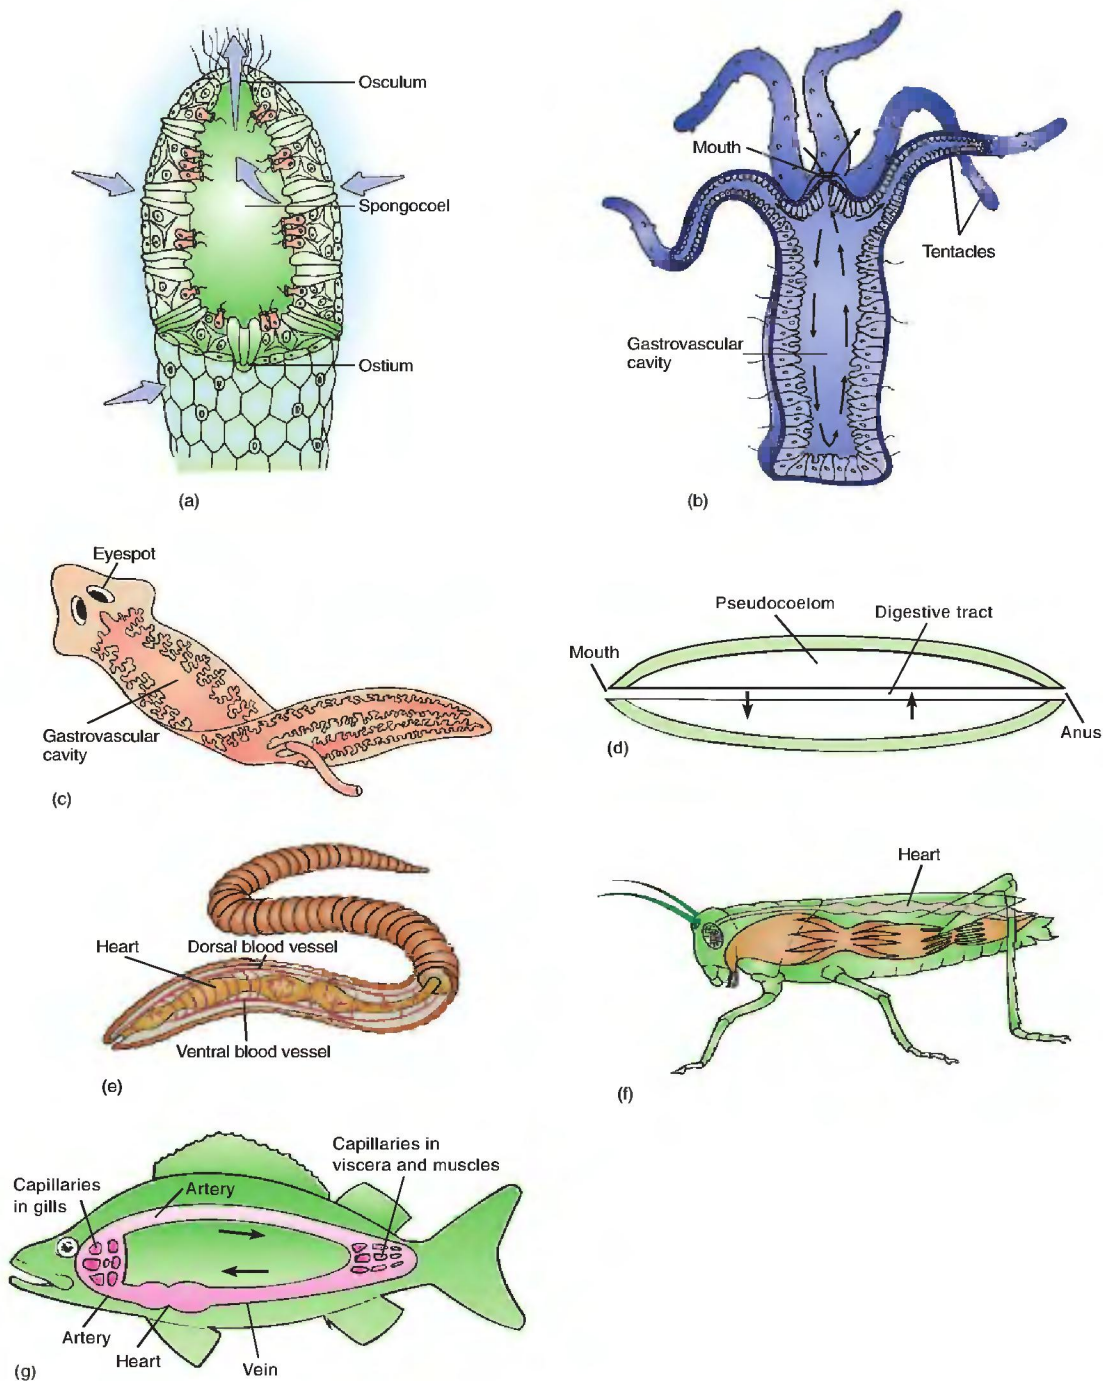 Osculum
Spongocoel
Ostium
(a)
Mouth
Tentacles
Gastrovascular
cavity
(b)
Eyespot
Gastrovascular
cavity
(c)
Pseudocoelom
Digestive tract
Mouth
Anus
(d)
Heart
Dorsal blood vessel
Ventral blood vessel
(e)
Heart
(f)
Capillaries in
viscera and muscles
Capillaries
in gills
Artery
Artery
Heart
Vein
(g)